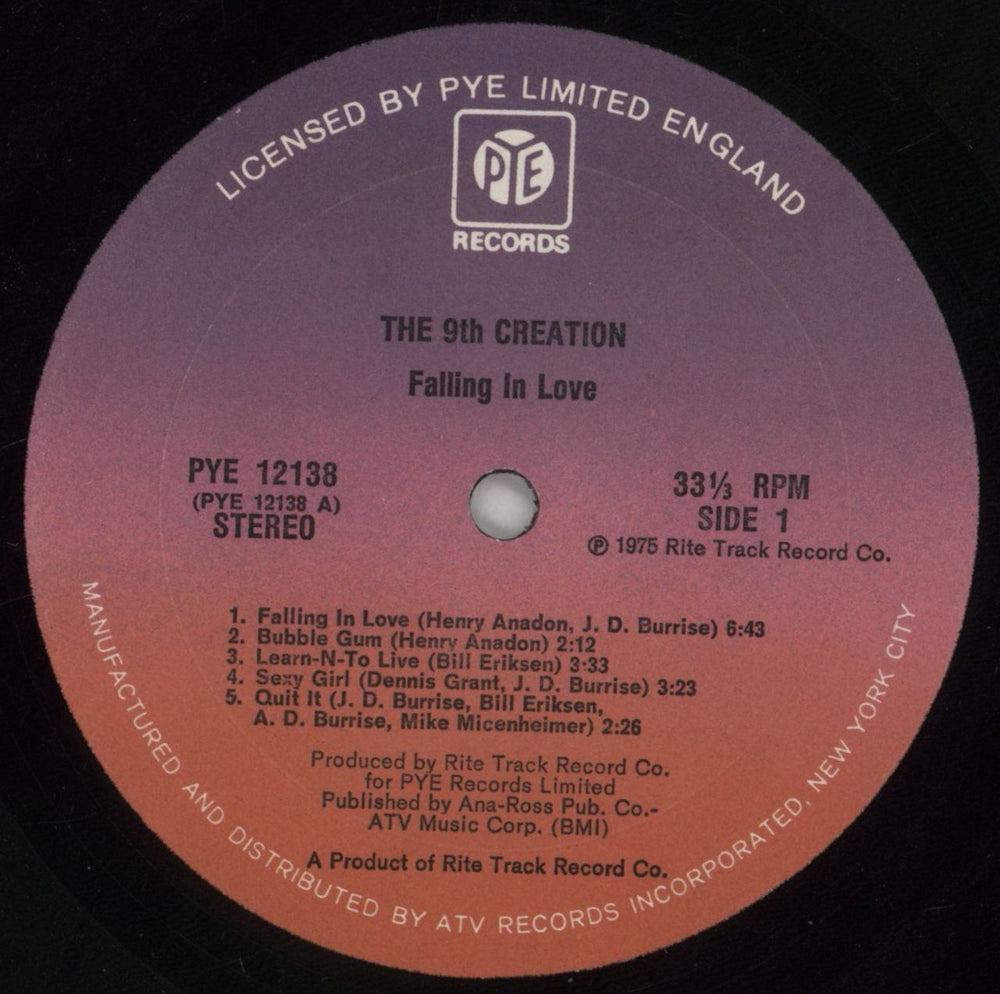 LICENSED BY PYE LIMITED ENGLAND
PYE
RECORDS
THE 9th CREATION
Falling In Love
PYE 12138
(PYE 12138 A)
STEREO
33⅓ RPM
SIDE 1
℗ 1975 Rite Track Record Co.
1. Falling In Love (Henry Anadon, J. D. Burrise) 6:43
2. Bubble Gum (Henry Anadon) 2:12
3. Learn-N-To Live (Bill Eriksen) 3:33
4. Sexy Girl (Dennis Grant, J. D. Burrise) 3:23
5. Quit It (J. D. Burrise, Bill Eriksen,
A. D. Burrise, Mike Micenheimer) 2:26
Produced by Rite Track Record Co.
for PYE Records Limited
Published by Ana-Ross Pub. Co.-
ATV Music Corp. (BMI)
A Product of Rite Track Record Co.
MANUFACTURED AND DISTRIBUTED BY ATV RECORDS INCORPORATED, NEW YORK CITY